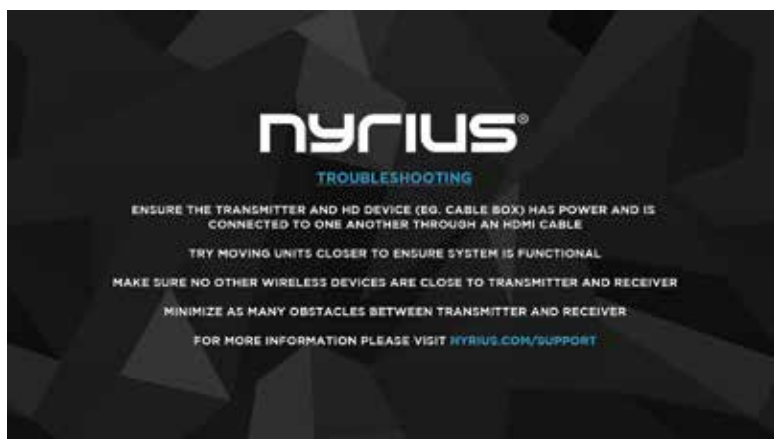 nyrius®
TROUBLESHOOTING
ENSURE THE TRANSMITTER AND HD DEVICE (EG. CABLE BOX) HAS POWER AND IS
CONNECTED TO ONE ANOTHER THROUGH AN HDMI CABLE
TRY MOVING UNITS CLOSER TO ENSURE SYSTEM IS FUNCTIONAL
MAKE SURE NO OTHER WIRELESS DEVICES ARE CLOSE TO TRANSMITTER AND RECEIVER
MINIMIZE AS MANY OBSTACLES BETWEEN TRANSMITTER AND RECEIVER
FOR MORE INFORMATION PLEASE VISIT NYRIUS.COM/SUPPORT